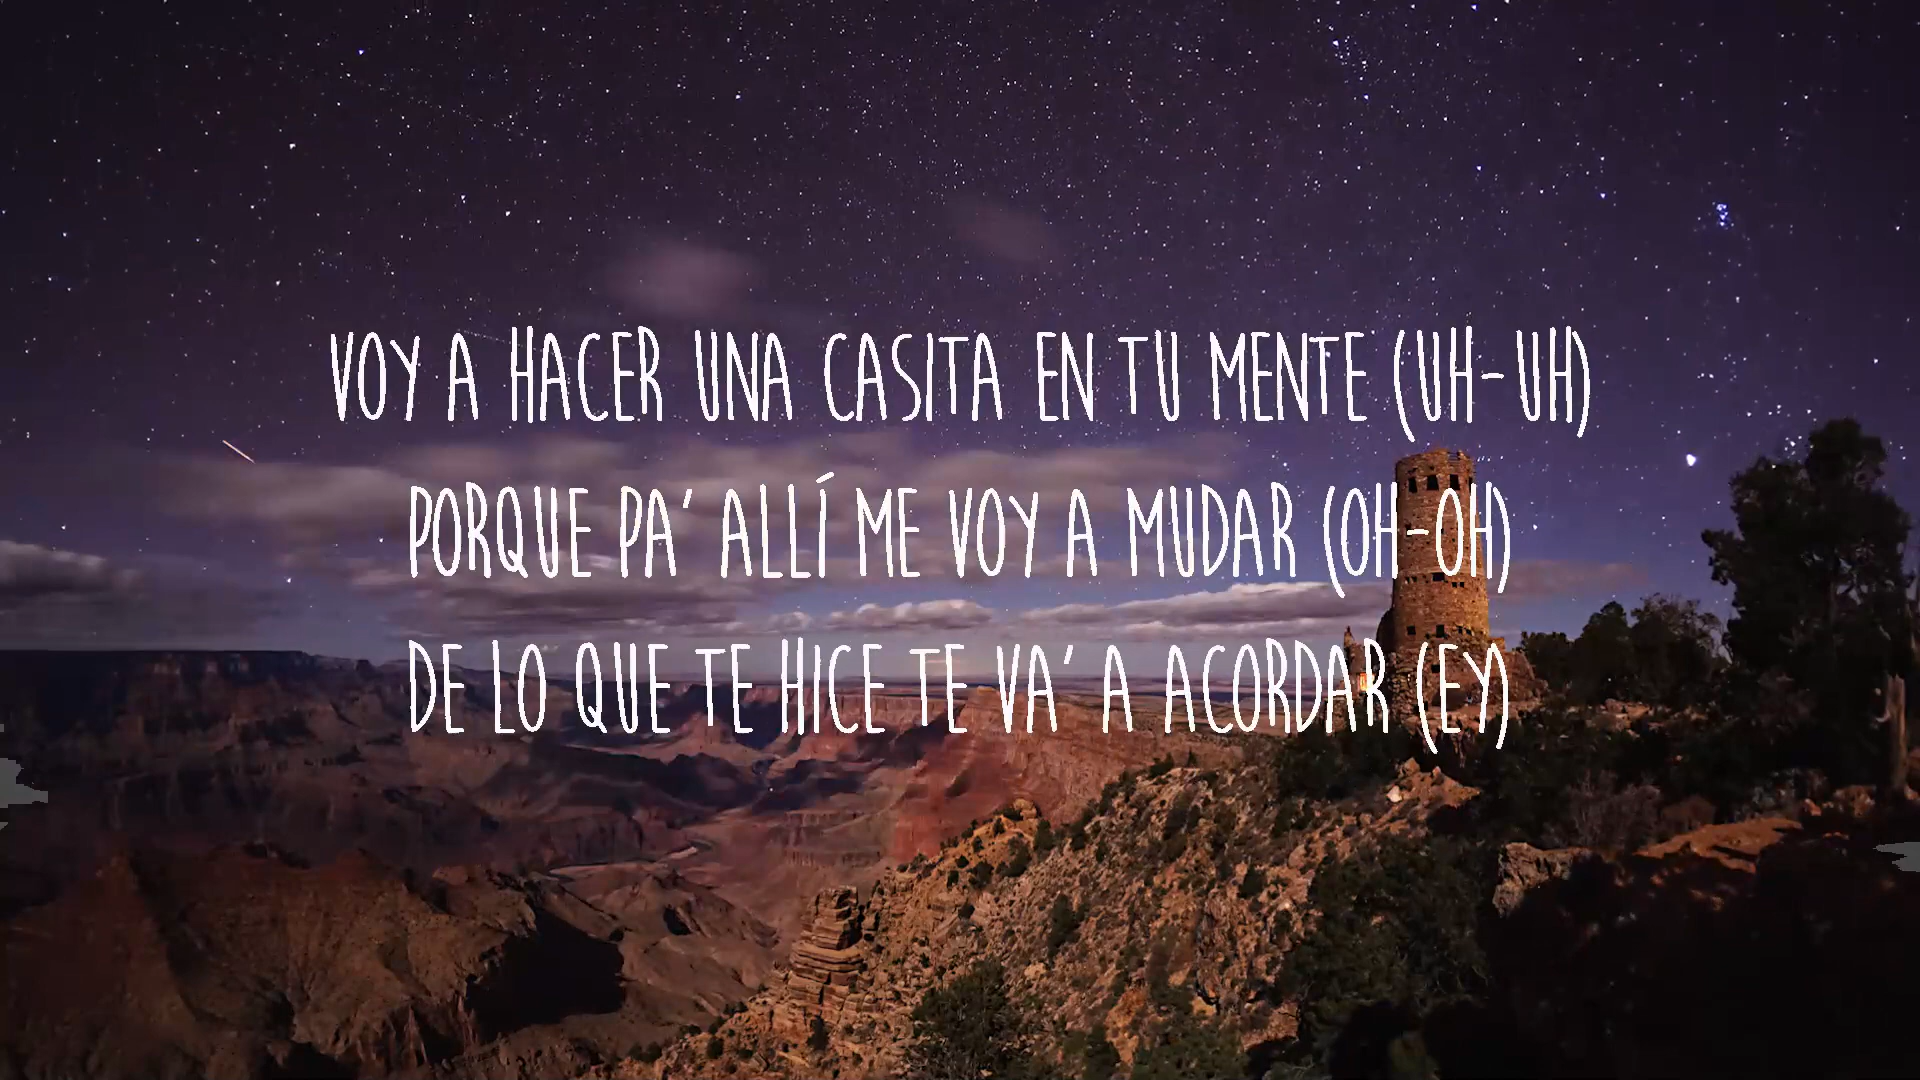 VOY A HACER UNA CASITA EN TU MENTE (UH-UH)
PORQUE PA' ALLÍ ME VOY A MUDAR (OH-OH)
DE LO QUE TE HICE TE VA' A ACORDAR (EY)